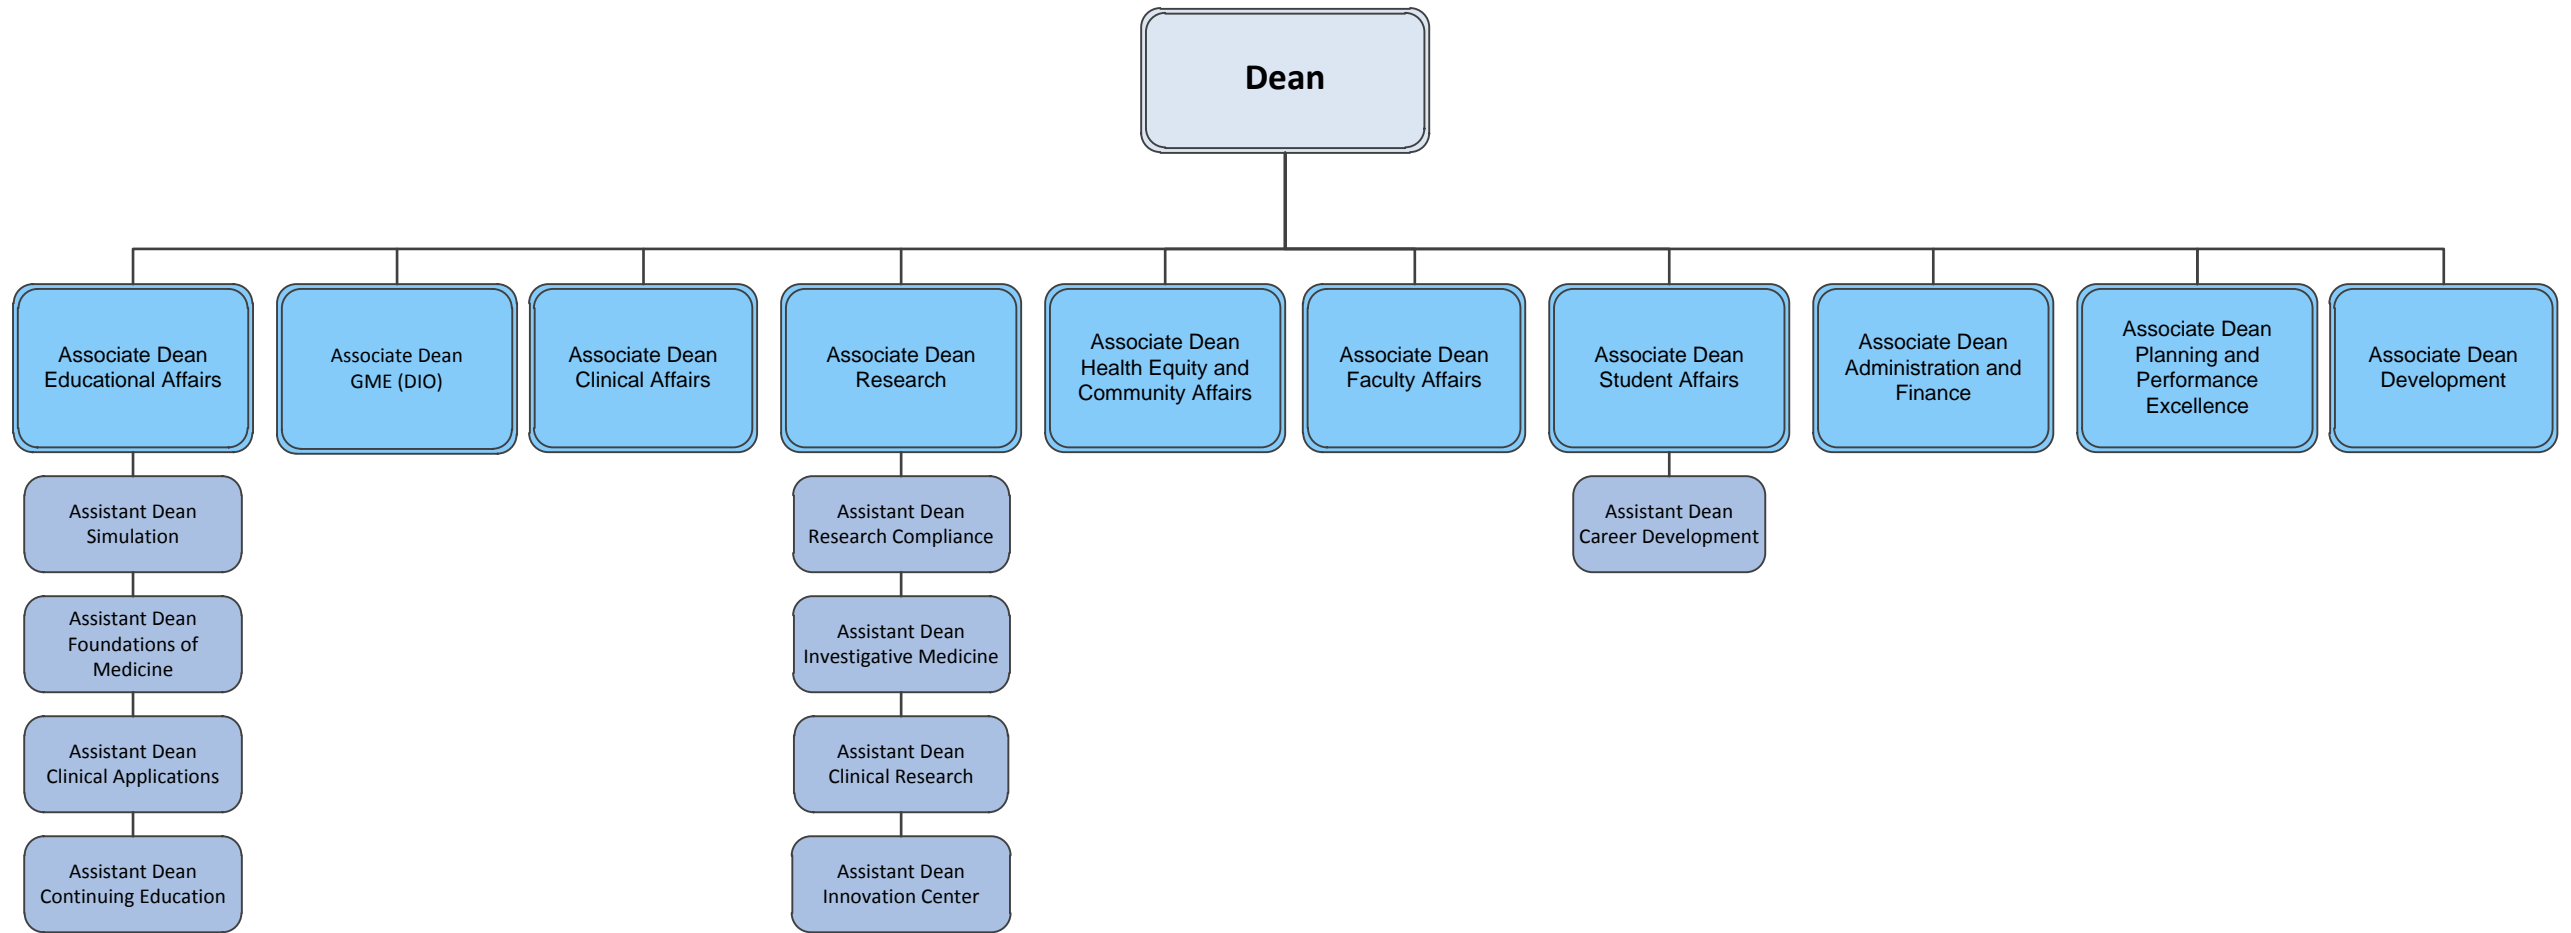 Dean
Associate Dean
Educational Affairs
Associate Dean
GME (DIO)
Associate Dean
Clinical Affairs
Associate Dean
Research
Associate Dean
Health Equity and
Community Affairs
Associate Dean
Faculty Affairs
Associate Dean
Student Affairs
Associate Dean
Administration and
Finance
Associate Dean
Planning and
Performance
Excellence
Associate Dean
Development
Assistant Dean
Simulation
Assistant Dean
Foundations of
Medicine
Assistant Dean
Clinical Applications
Assistant Dean
Continuing Education
Assistant Dean
Research Compliance
Assistant Dean
Investigative Medicine
Assistant Dean
Clinical Research
Assistant Dean
Innovation Center
Assistant Dean
Career Development